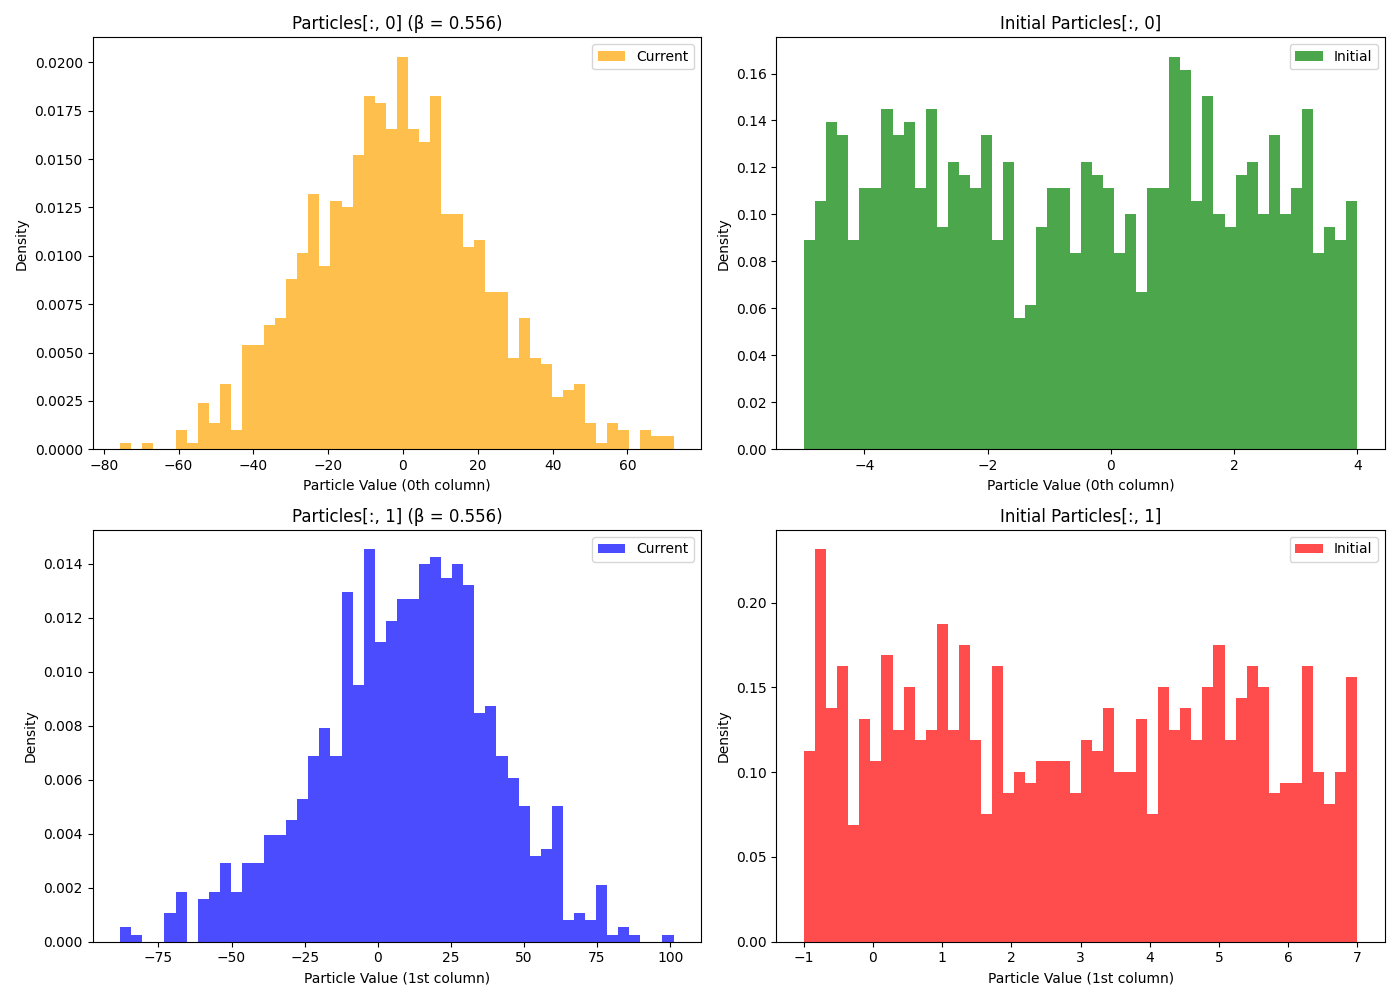 Particles[:, 0] (β = 0.556)
Current
0.0200
0.0175
0.0150
0.0125
0.0100
0.0075
0.0050
0.0025
0.0000
Density
−80 −60 −40 −20 0 20 40 60
Particle Value (0th column)
Initial Particles[:, 0]
Initial
0.16
0.14
0.12
0.10
0.08
0.06
0.04
0.02
0.00
Density
−4 −2 0 2 4
Particle Value (0th column)
Particles[:, 1] (β = 0.556)
Current
0.014
0.012
0.010
0.008
0.006
0.004
0.002
0.000
Density
−75 −50 −25 0 25 50 75 100
Particle Value (1st column)
Initial Particles[:, 1]
Initial
0.20
0.15
0.10
0.05
0.00
Density
−1 0 1 2 3 4 5 6 7
Particle Value (1st column)